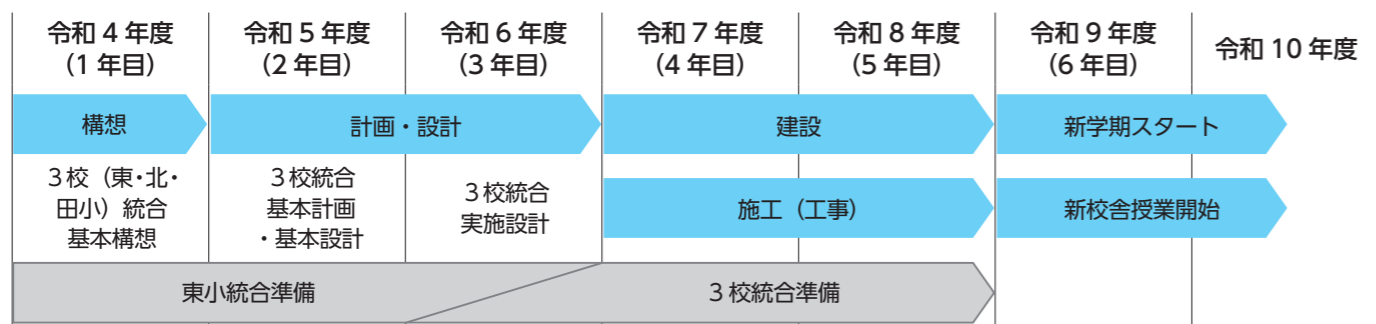 令和 4 年度
(1 年目)
令和 5 年度
(2 年目)
令和 6 年度
(3 年目)
令和 7 年度
(4 年目)
令和 8 年度
(5 年目)
令和 9 年度
(6 年目)
令和 10 年度
構想
計画・設計
建設
新学期スタート
3校(東・北・
田小)統合
基本構想
3校統合
基本計画
・基本設計
3校統合
実施設計
施工(工事)
新校舎授業開始
東小統合準備
3校統合準備